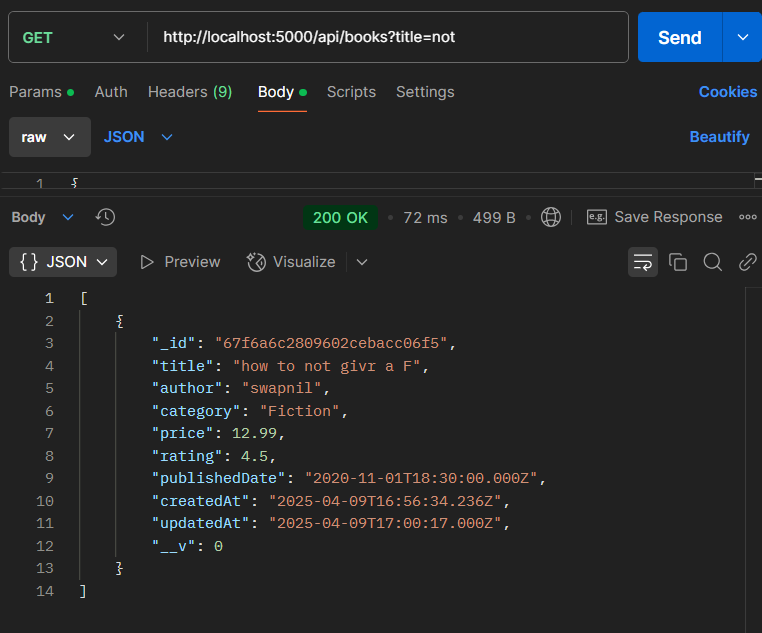 GET http://localhost:5000/api/books?title=not Send
Params Auth Headers (9) Body Scripts Settings Cookies
raw JSON Beautify
1 {
Body 200 OK 72 ms 499 B e.g. Save Response
{} JSON Preview Visualize
1 [
2 {
3 "_id": "67f6a6c2809602cebacc06f5",
4 "title": "how to not givr a F",
5 "author": "swapnil",
6 "category": "Fiction",
7 "price": 12.99,
8 "rating": 4.5,
9 "publishedDate": "2020-11-01T18:30:00.000Z",
10 "createdAt": "2025-04-09T16:56:34.236Z",
11 "updatedAt": "2025-04-09T17:00:17.000Z",
12 "__v": 0
13 }
14 ]